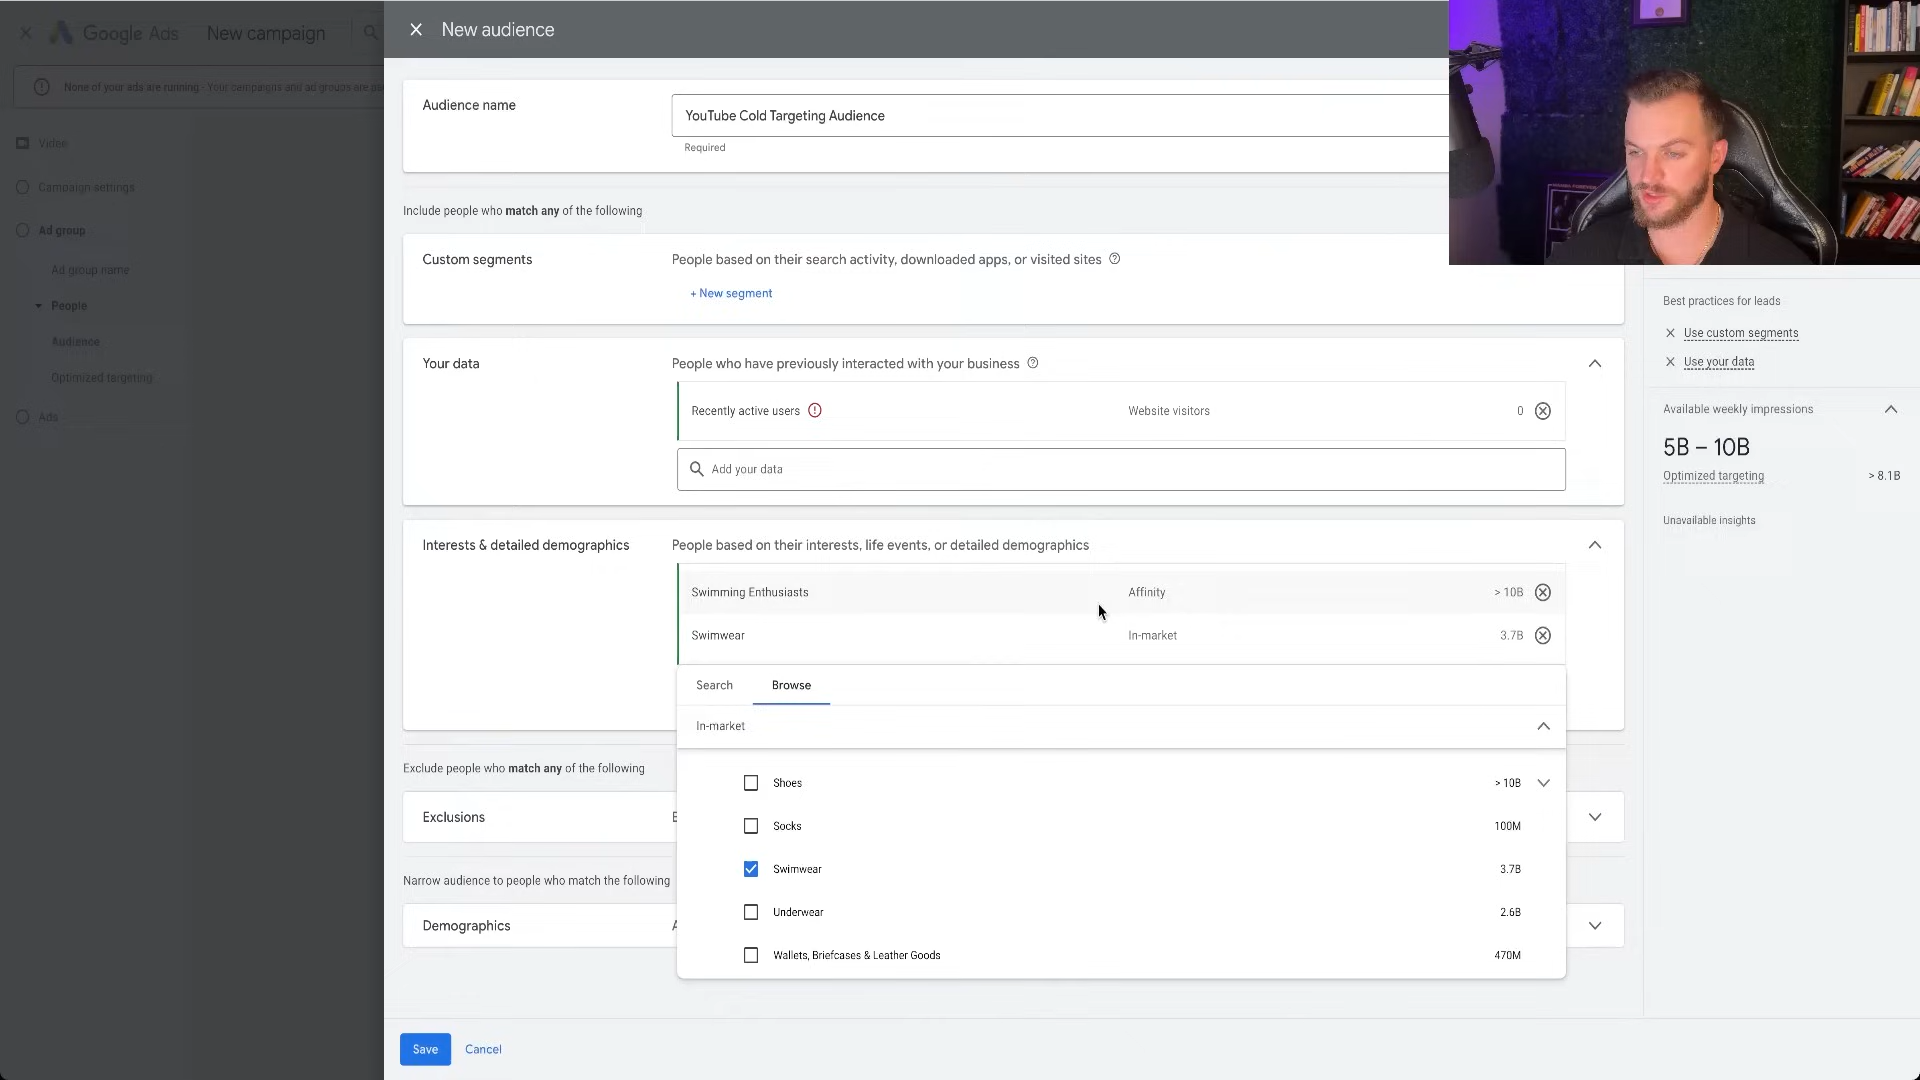 Google Ads
New campaign
New audience
None of your ads are running - Your campaigns and ad groups are
Video
Campaign settings
Ad group
Ad group name
People
Audience
Optimized targeting
Ads
Audience name
YouTube Cold Targeting Audience
Required
Include people who match any of the following
Custom segments
People based on their search activity, downloaded apps, or visited sites
+ New segment
Your data
People who have previously interacted with your business
Recently active users
Website visitors
0
Add your data
Interests & detailed demographics
People based on their interests, life events, or detailed demographics
Swimming Enthusiasts
Affinity
> 10B
Swimwear
In-market
3.7B
Search
Browse
In-market
Shoes
> 10B
Socks
100M
Swimwear
3.7B
Underwear
2.6B
Wallets, Briefcases & Leather Goods
470M
Exclude people who match any of the following
Exclusions
Narrow audience to people who match the following
Demographics
Save
Cancel
Best practices for leads
Use custom segments
Use your data
Available weekly impressions
5B – 10B
Optimized targeting
> 8.1B
Unavailable insights